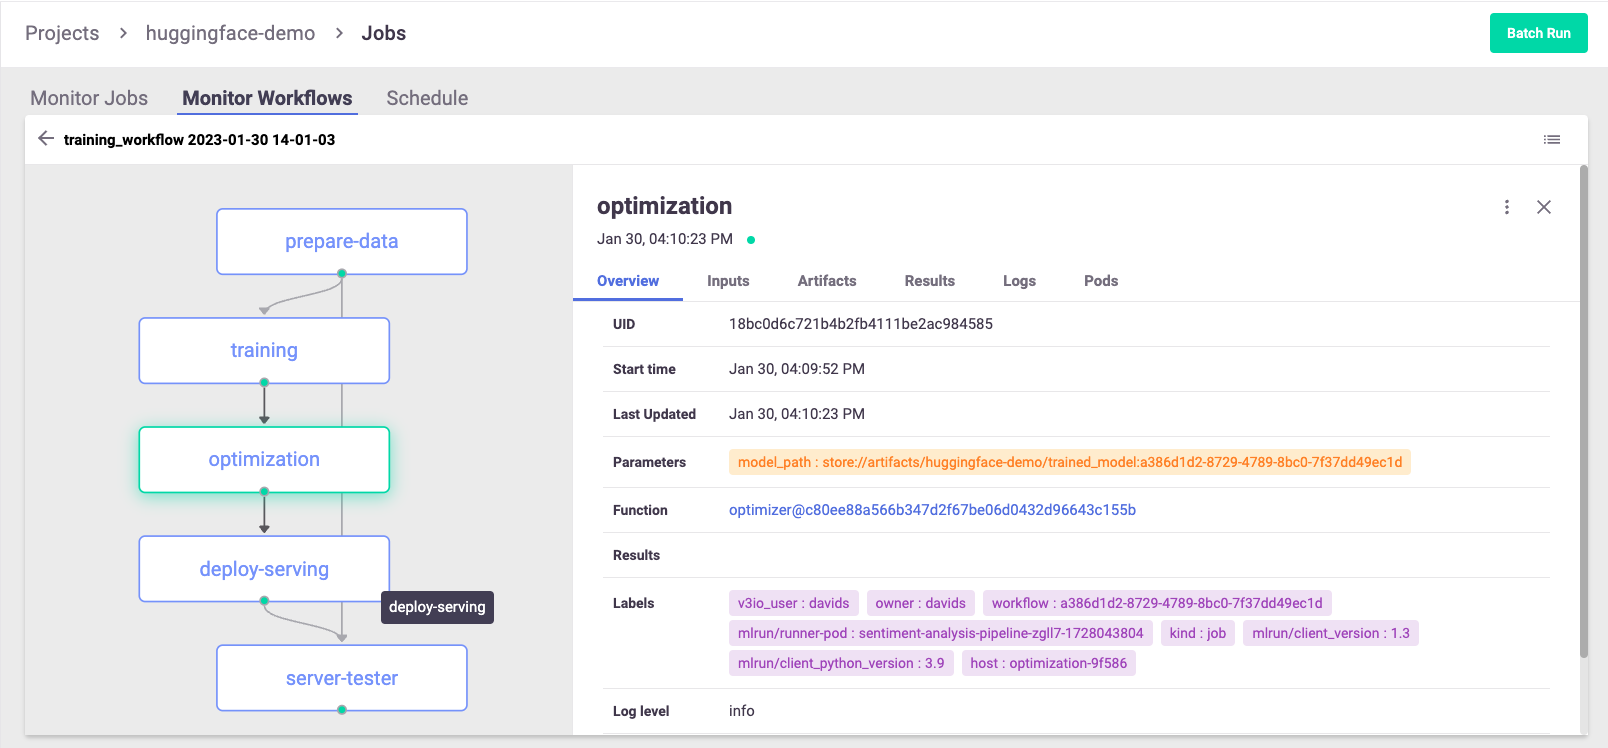 Projects > huggingface-demo > Jobs
Batch Run
Monitor Jobs Monitor Workflows Schedule
training_workflow 2023-01-30 14-01-03
prepare-data
training
optimization
deploy-serving
deploy-serving
server-tester
optimization
Jan 30, 04:10:23 PM
Overview Inputs Artifacts Results Logs Pods
UID 18bc0d6c721b4b2fb4111be2ac984585
Start time Jan 30, 04:09:52 PM
Last Updated Jan 30, 04:10:23 PM
Parameters model_path : store://artifacts/huggingface-demo/trained_model:a386d1d2-8729-4789-8bc0-7f37dd49ec1d
Function optimizer@c80ee88a566b347d2f67be06d0432d96643c155b
Results
Labels v3io_user : davids owner : davids workflow : a386d1d2-8729-4789-8bc0-7f37dd49ec1d
mlrun/runner-pod : sentiment-analysis-pipeline-zgll7-1728043804 kind : job mlrun/client_version : 1.3
mlrun/client_python_version : 3.9 host : optimization-9f586
Log level info